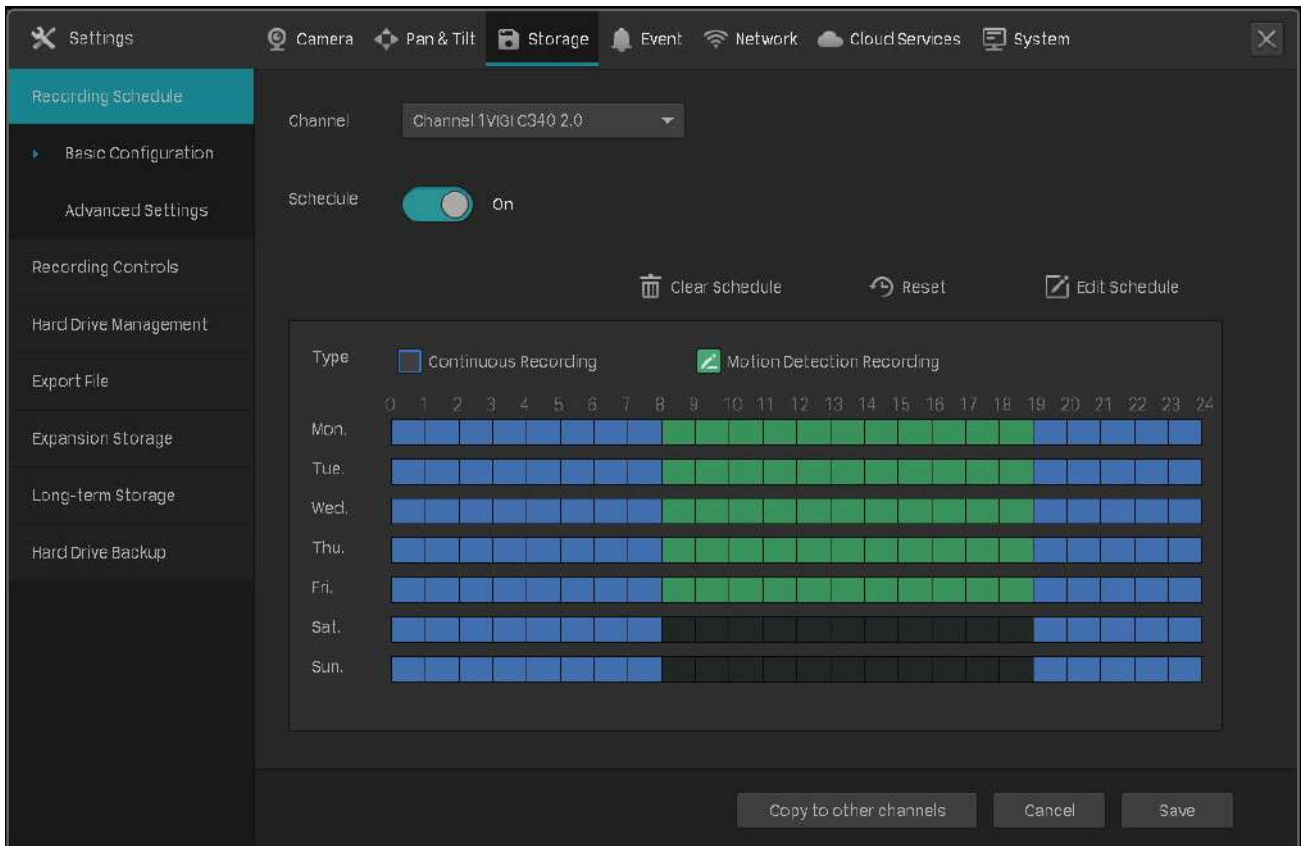 Settings
Camera Pan & Tilt Storage Event Network Cloud Services System
Recording Schedule
Basic Configuration
Advanced Settings
Recording Controls
Hard Drive Management
Export File
Expansion Storage
Long-term Storage
Hard Drive Backup
Channel Channel 1VIGI C340 2.0
Schedule On
Clear Schedule Reset Edit Schedule
Type Continuous Recording Motion Detection Recording
0 1 2 3 4 5 6 7 8 9 10 11 12 13 14 15 16 17 18 19 20 21 22 23 24
Mon.
Tue.
Wed.
Thu.
Fri.
Sat.
Sun.
Copy to other channels Cancel Save